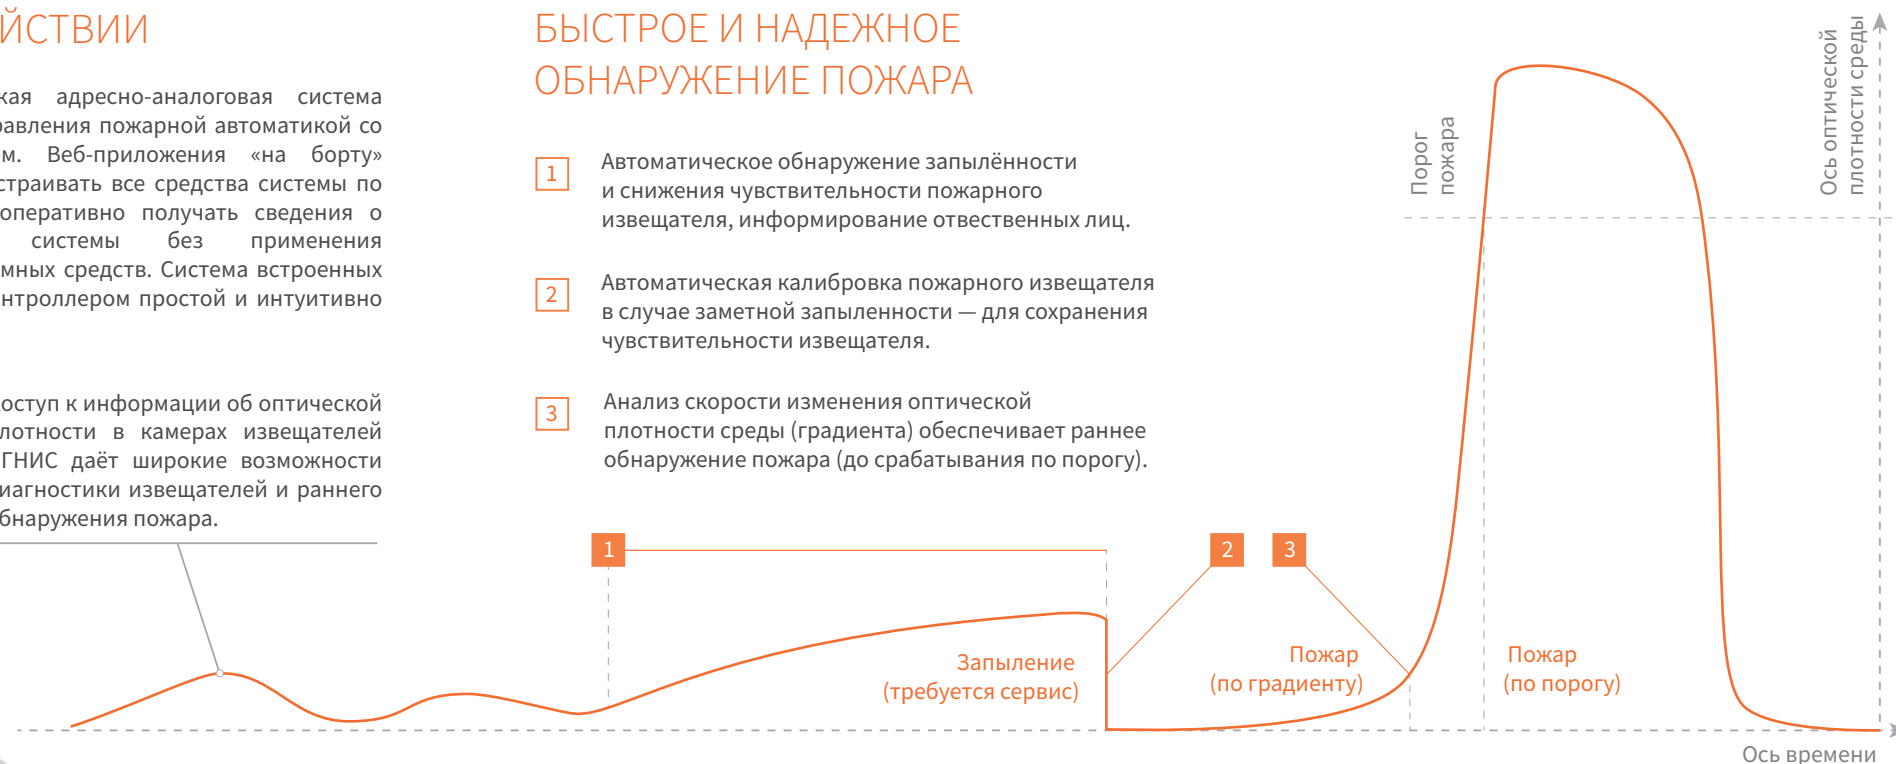 ЙСТВИИ
кая адресно-аналоговая система
равления пожарной автоматикой со
м. Веб-приложения «на борту»
страивать все средства системы по
оперативно получать сведения о
системы без применения
мных средств. Система встроенных
нтроллером простой и интуитивно
доступ к информации об оптической
лотности в камерах извещателей
ГНИС даёт широкие возможности
иагностики извещателей и раннего
бнаружения пожара.
БЫСТРОЕ И НАДЕЖНОЕ
ОБНАРУЖЕНИЕ ПОЖАРА
1
Автоматическое обнаружение запылённости
и снижения чувствительности пожарного
извещателя, информирование отвественных лиц.
2
Автоматическая калибровка пожарного извещателя
в случае заметной запыленности — для сохранения
чувствительности извещателя.
3
Анализ скорости изменения оптической
плотности среды (градиента) обеспечивает раннее
обнаружение пожара (до срабатывания по порогу).
1
2
3
Запыление
(требуется сервис)
Пожар
(по градиенту)
Пожар
(по порогу)
Порог
пожара
Ось оптической
плотности среды
Ось времени